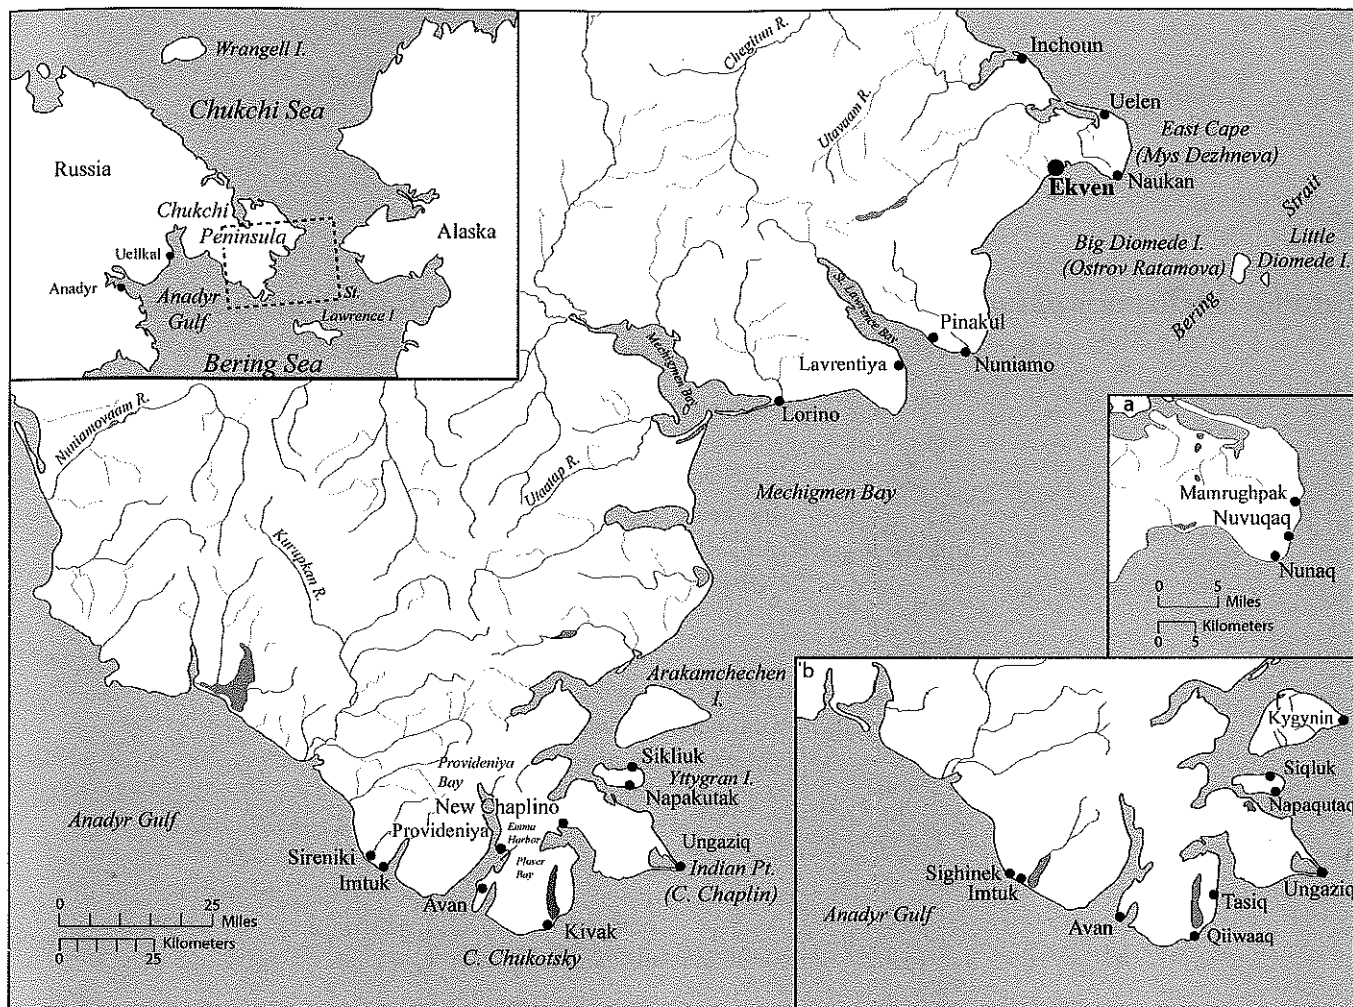 Wrangell I.
Chukchi Sea
Russia
Chukchi
Peninsula
Alaska
Uellkal
Anadyr
Anadyr
Gulf
St.
Lawrence I
Bering Sea
Chegitun R.
Utavaam R.
Inchoun
Uelen
East Cape
(Mys Dezhneva)
Ekven
Naukan
Strait
Big Diomede I.
(Ostrov Ratamova)
Little
Diomede I.
Bering
St. Lawrence Bay
Pinakul
Nuniamo
Lavrentiya
Mechigmen Bay
Lorino
Nuniamovaam R.
Utaatap R.
Kurupkan R.
Mechigmen Bay
Arakamchechen
I.
Sikliuk
Yttygran I.
Napakutak
Provideniya
Bay
New Chaplino
Provideniya
Emma
Harbor
Plover
Bay
Anadyr Gulf
Sireniki
Imtuk
Avan
Ungaziq
Indian Pt.
(C. Chaplin)
Kivak
C. Chukotsky
0 25
Miles
Kilometers
0 25
a
Mamrughpak
Nuvuqaq
Nunaq
0 5
Miles
Kilometers
0 5
'b
Kygynin
Siqluk
Napaqutaq
Sighinek
Imtuk
Ungaziq
Tasiq
Anadyr Gulf
Avan
Qiiwaaq